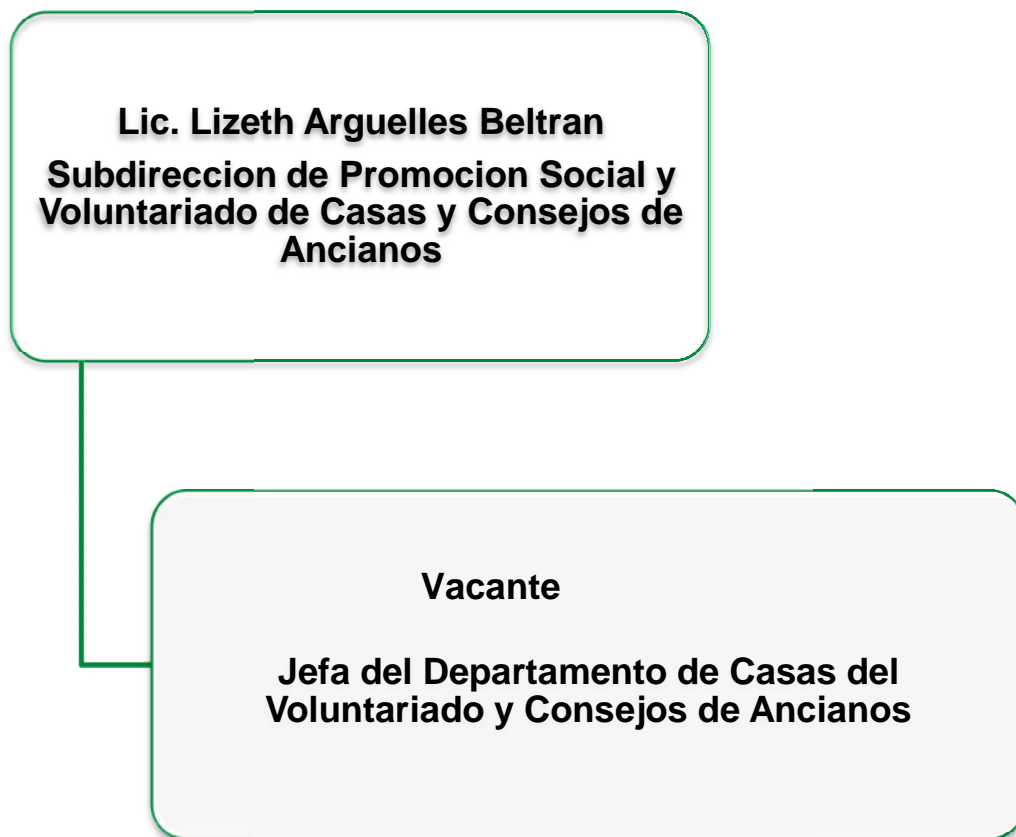 Lic. Lizeth Arguelles Beltran
Subdireccion de Promocion Social y
Voluntariado de Casas y Consejos de
Ancianos
Vacante
Jefa del Departamento de Casas del
Voluntariado y Consejos de Ancianos